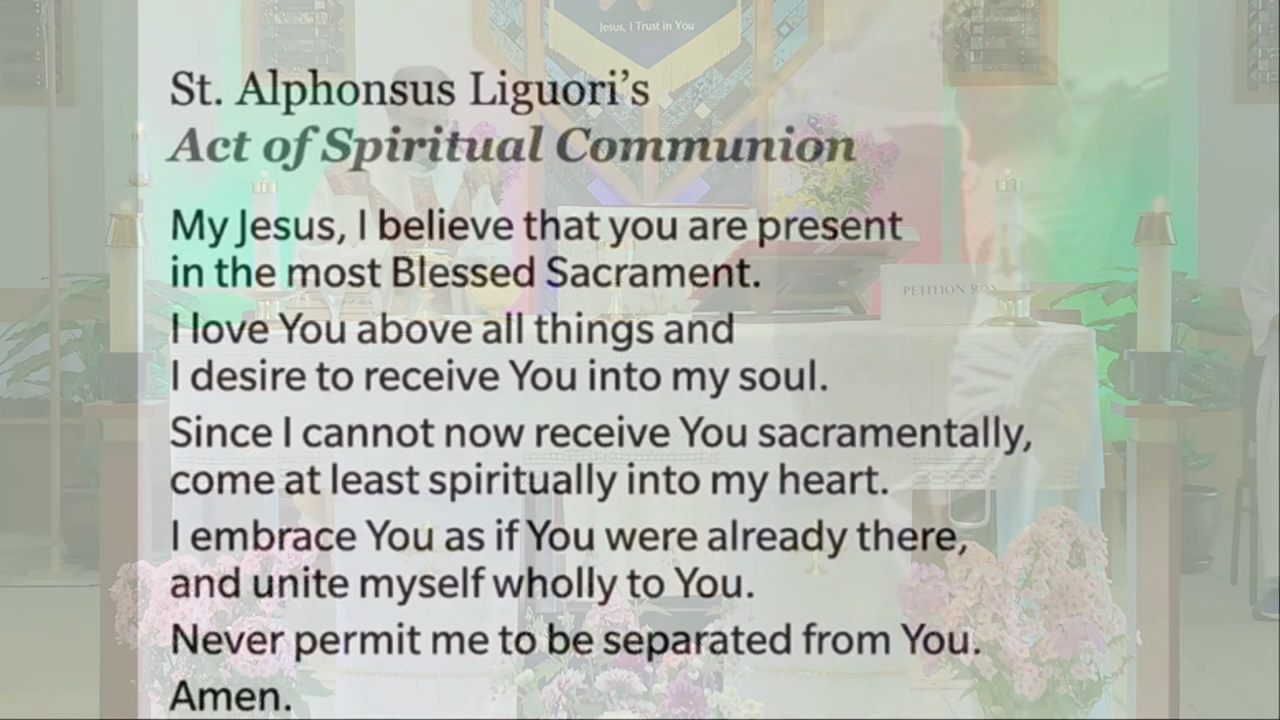 Jesus, I Trust in You
St. Alphonsus Liguori's
Act of Spiritual Communion
My Jesus, I believe that you are present
in the most Blessed Sacrament.
PETITION BOX
I love You above all things and
I desire to receive You into my soul.
Since I cannot now receive You sacramentally,
come at least spiritually into my heart.
I embrace You as if You were already there,
and unite myself wholly to You.
Never permit me to be separated from You.
Amen.